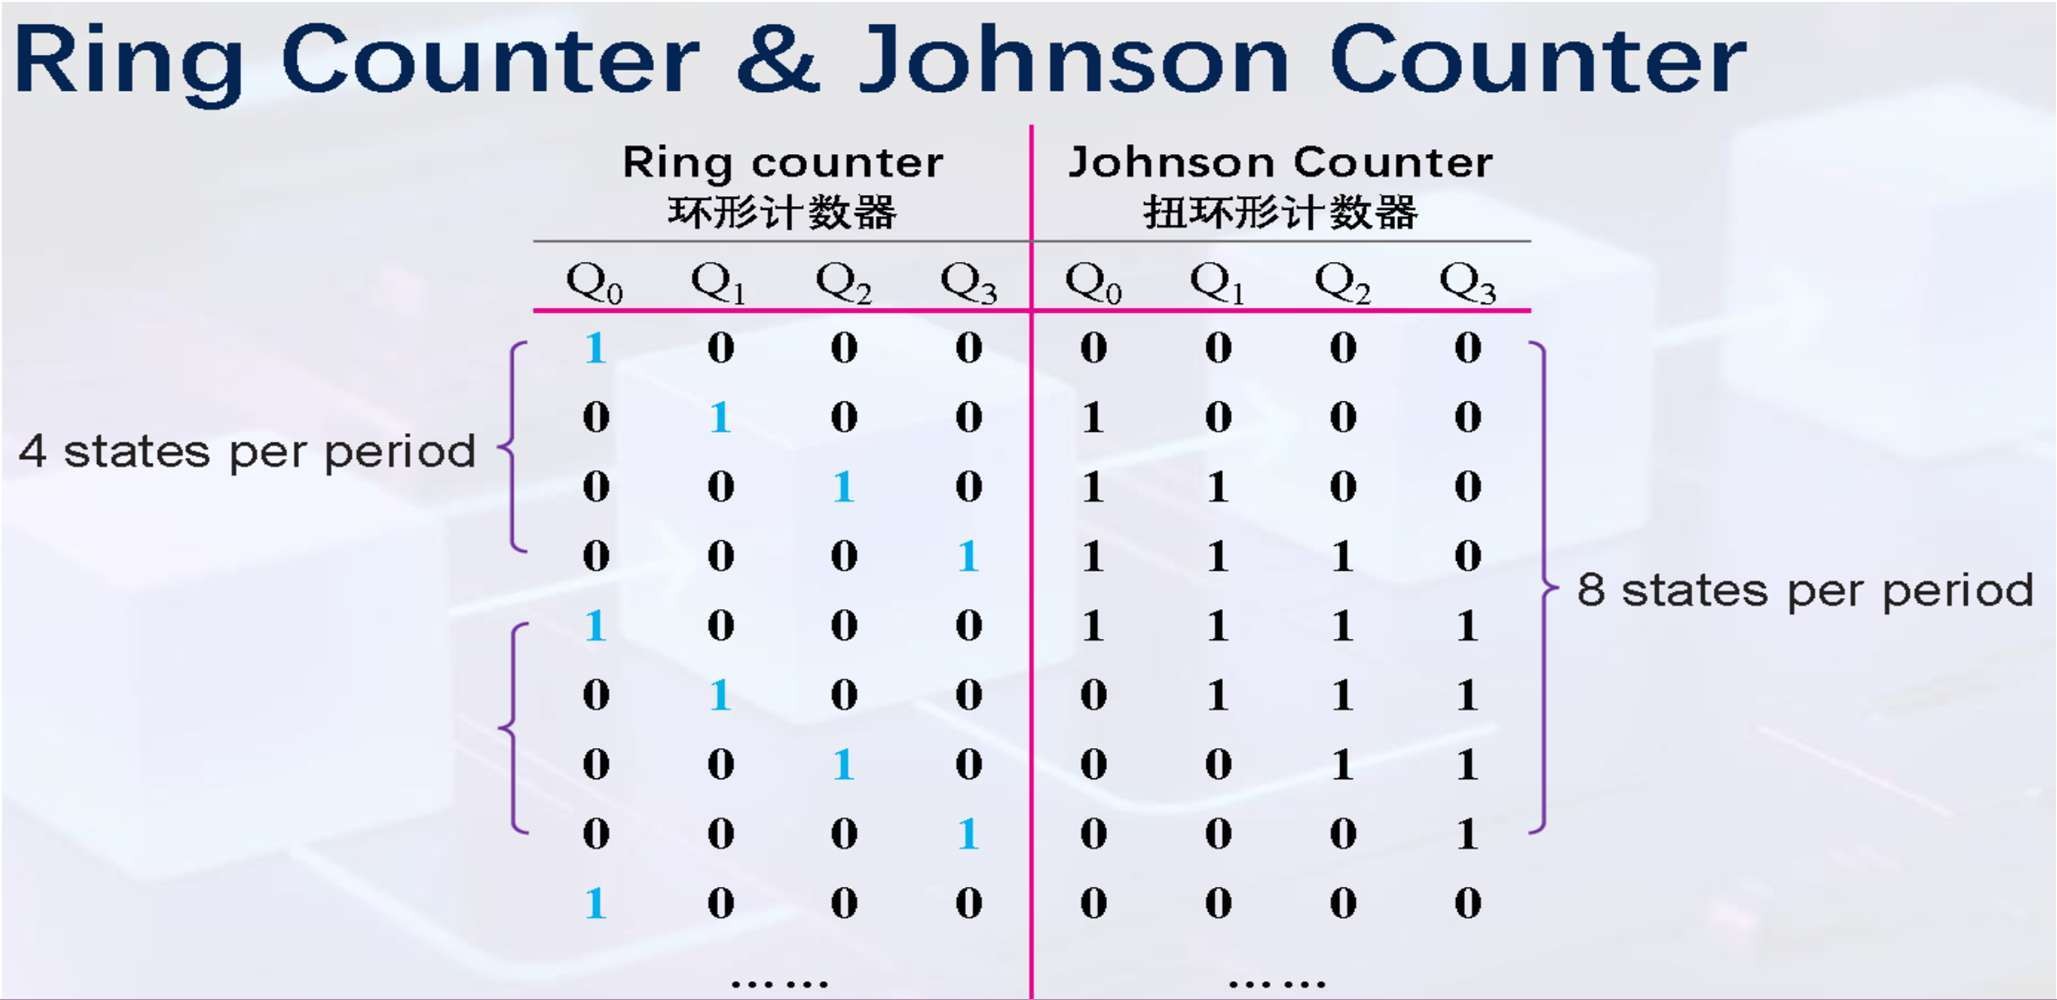 Ring Counter & Johnson Counter
Ring counter Johnson Counter
环形计数器 扭环形计数器
Q0 Q1 Q2 Q3 Q0 Q1 Q2 Q3
1 0 0 0 0 0 0 0
0 1 0 0 1 0 0 0
4 states per period
0 0 1 0 1 1 0 0
0 0 0 1 1 1 1 0
8 states per period
1 0 0 0 1 1 1 1
0 1 0 0 0 1 1 1
0 0 1 0 0 0 1 1
0 0 0 1 0 0 0 1
1 0 0 0 0 0 0 0
…… ……